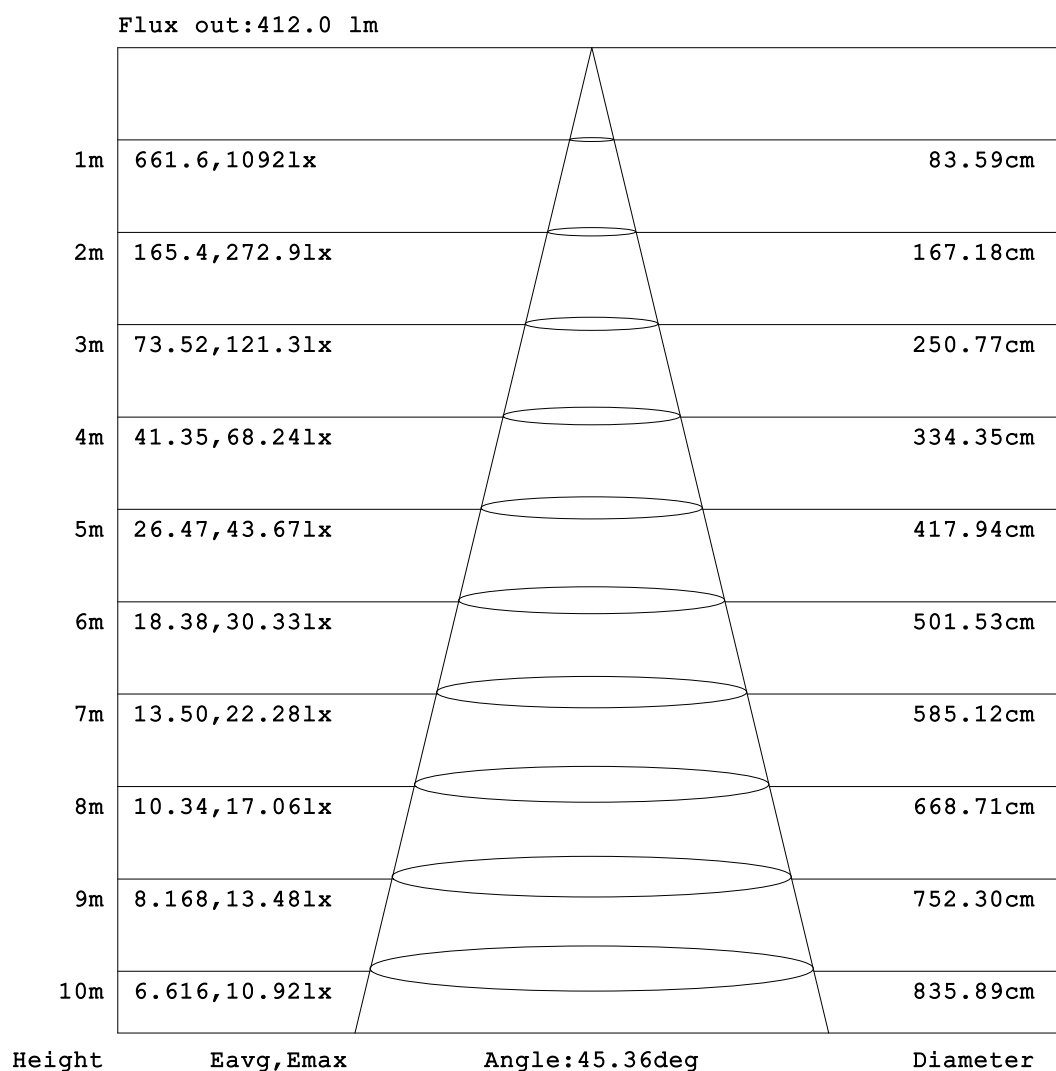 Flux out:412.0 lm
1m 661.6,1092lx 83.59cm
2m 165.4,272.9lx 167.18cm
3m 73.52,121.3lx 250.77cm
4m 41.35,68.24lx 334.35cm
5m 26.47,43.67lx 417.94cm
6m 18.38,30.33lx 501.53cm
7m 13.50,22.28lx 585.12cm
8m 10.34,17.06lx 668.71cm
9m 8.168,13.48lx 752.30cm
10m 6.616,10.92lx 835.89cm
Height Eavg,Emax Angle:45.36deg Diameter